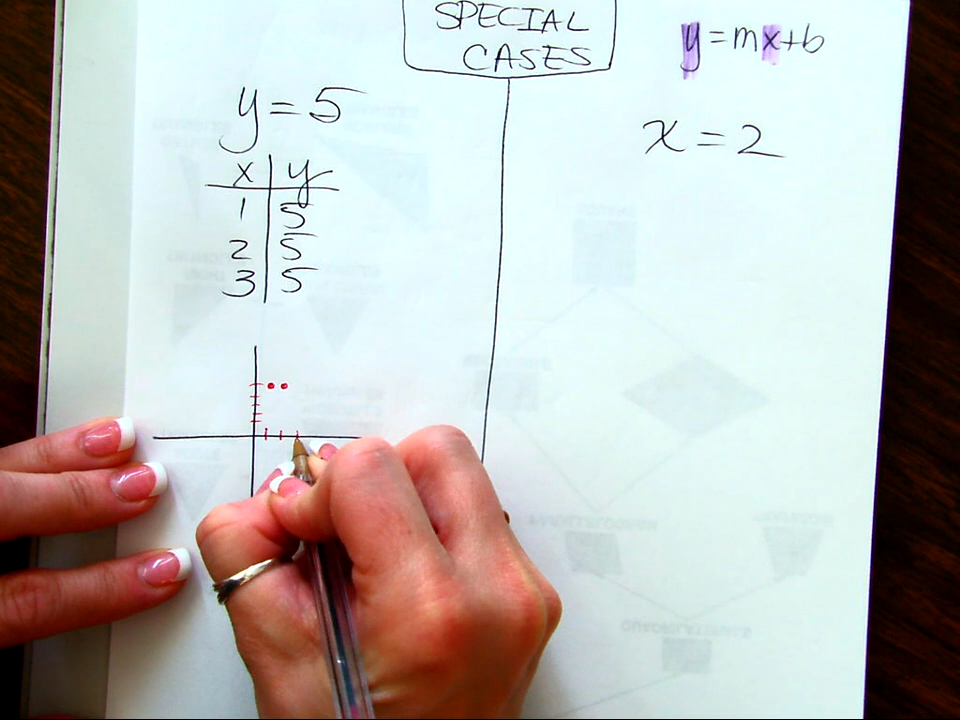 SPECIAL
CASES
y = 5
x y
1 5
2 5
3 5
y = mx + b
x = 2